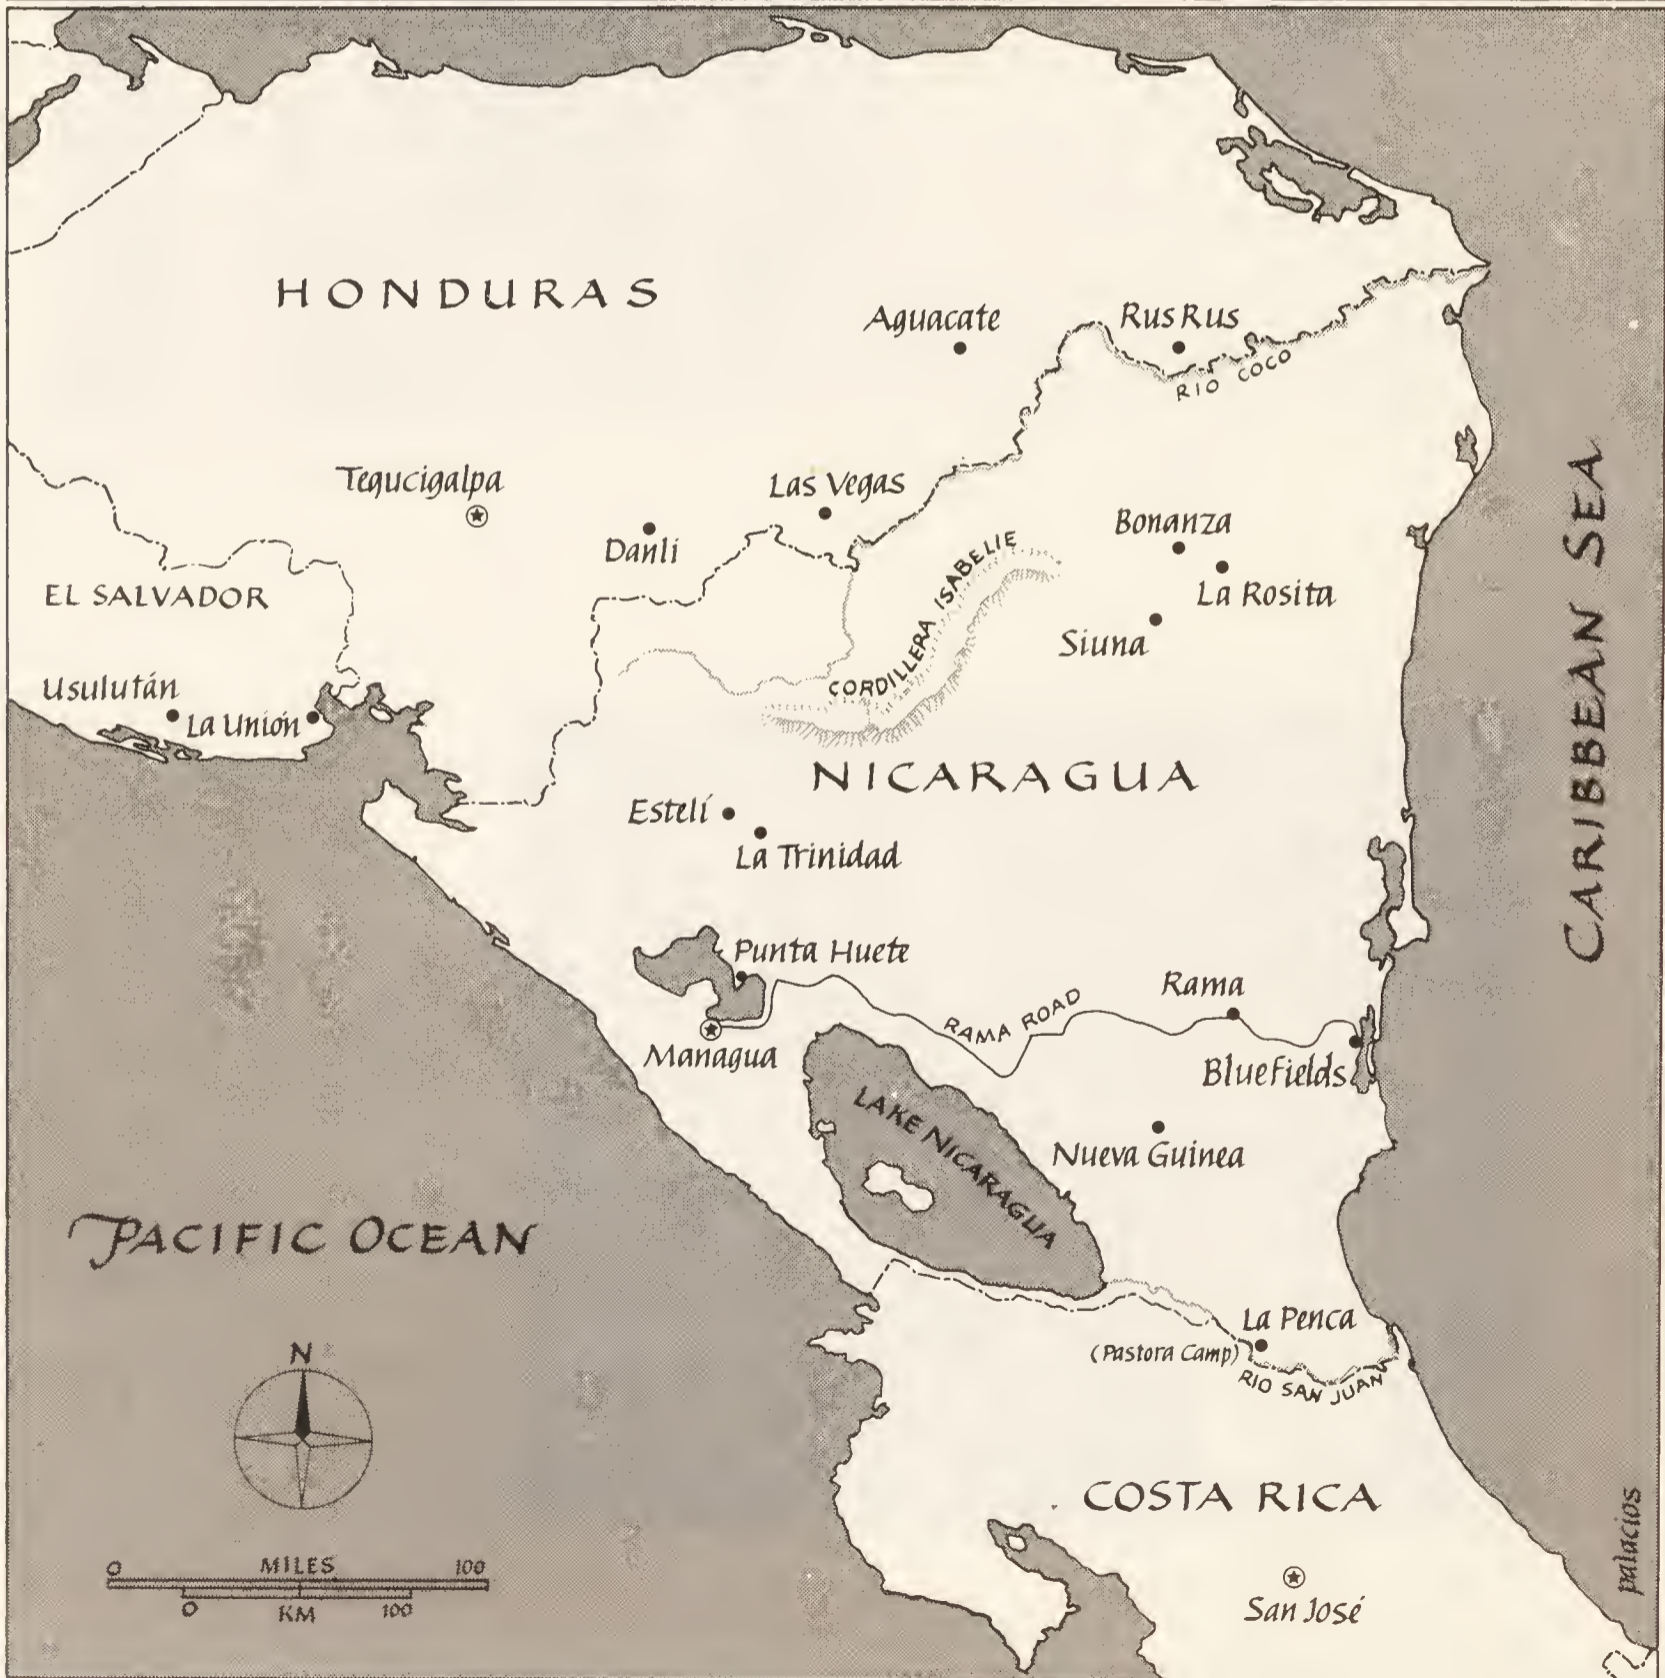 HONDURAS
Aguacate
Rus Rus
RIO COCO
Tegucigalpa
Las Vegas
Danlí
Bonanza
La Rosita
Siuna
CORDILLERA ISABELIE
EL SALVADOR
Usulután
La Unión
NICARAGUA
Estelí
La Trinidad
Punta Huete
Managua
RAMA ROAD
Rama
BlueFields
LAKE NICARAGUA
Nueva Guinea
CARIBBEAN SEA
PACIFIC OCEAN
La Penca
(Pastora Camp)
RIO SAN JUAN
N
COSTA RICA
San José
0 MILES 100
0 KM 100
palacios